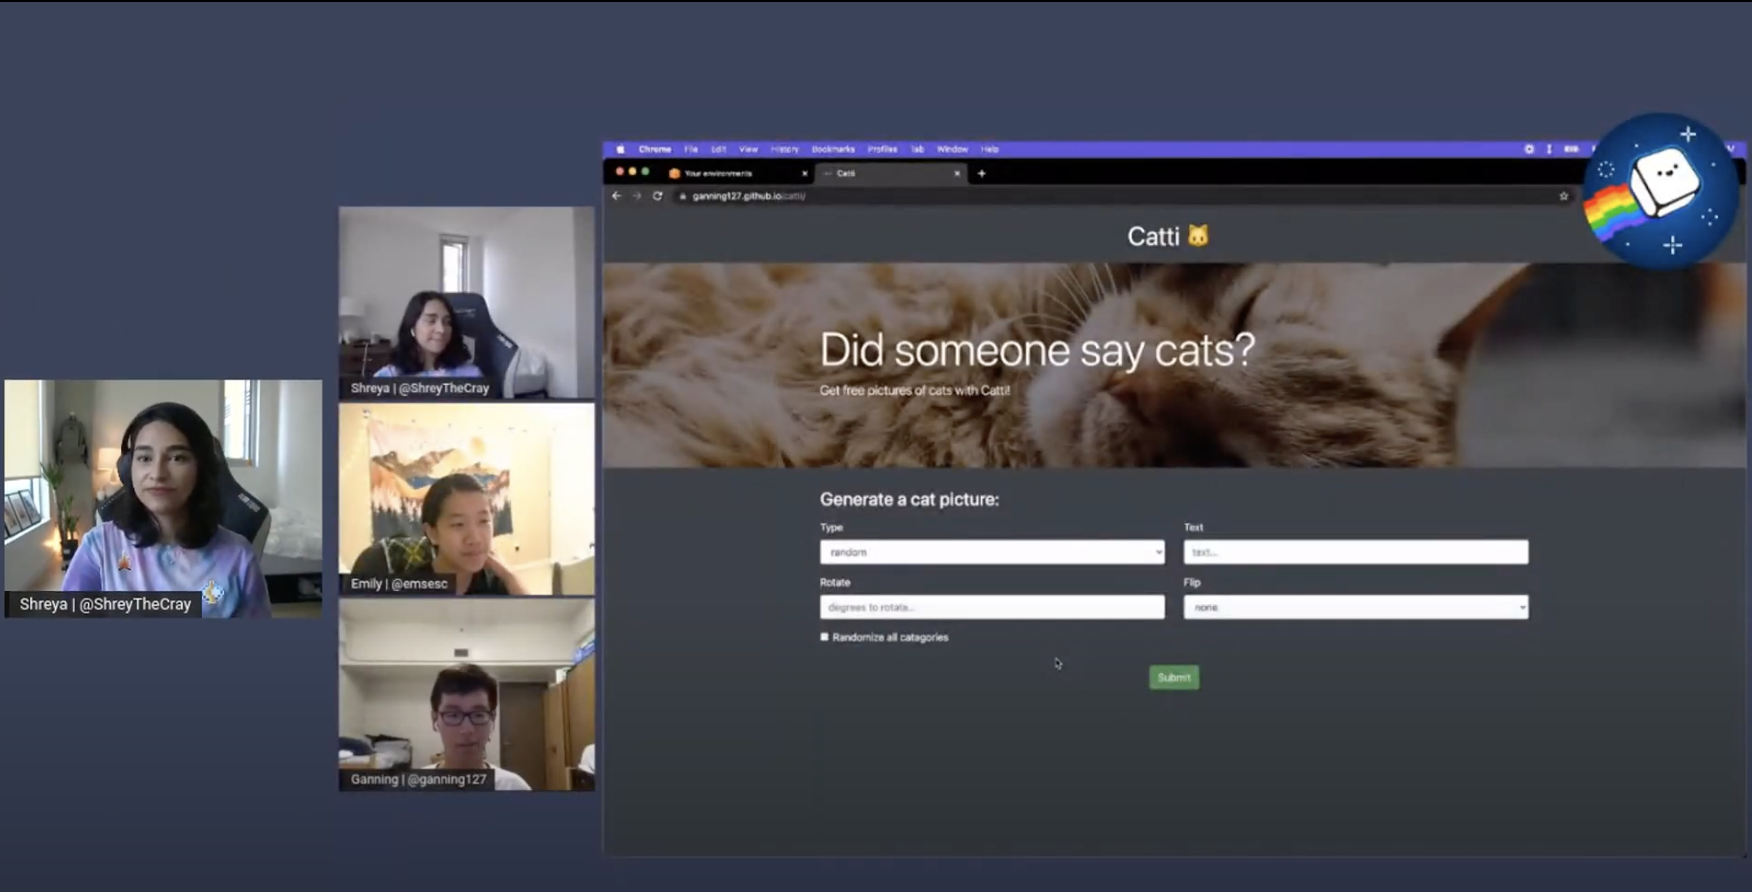 Chrome File Edit View History Bookmarks Profiles Tab Window Help
Your environments
Catti
ganning127.github.io/catti/
Catti
Did someone say cats?
Get free pictures of cats with Catti!
Generate a cat picture:
Type
Text
random
text...
Rotate
Flip
degrees to rotate...
none
Randomize all catagories
Submit
Shreya | @ShreyTheCray
Shreya | @ShreyTheCray
Emily | @emsesc
Ganning | @ganning127